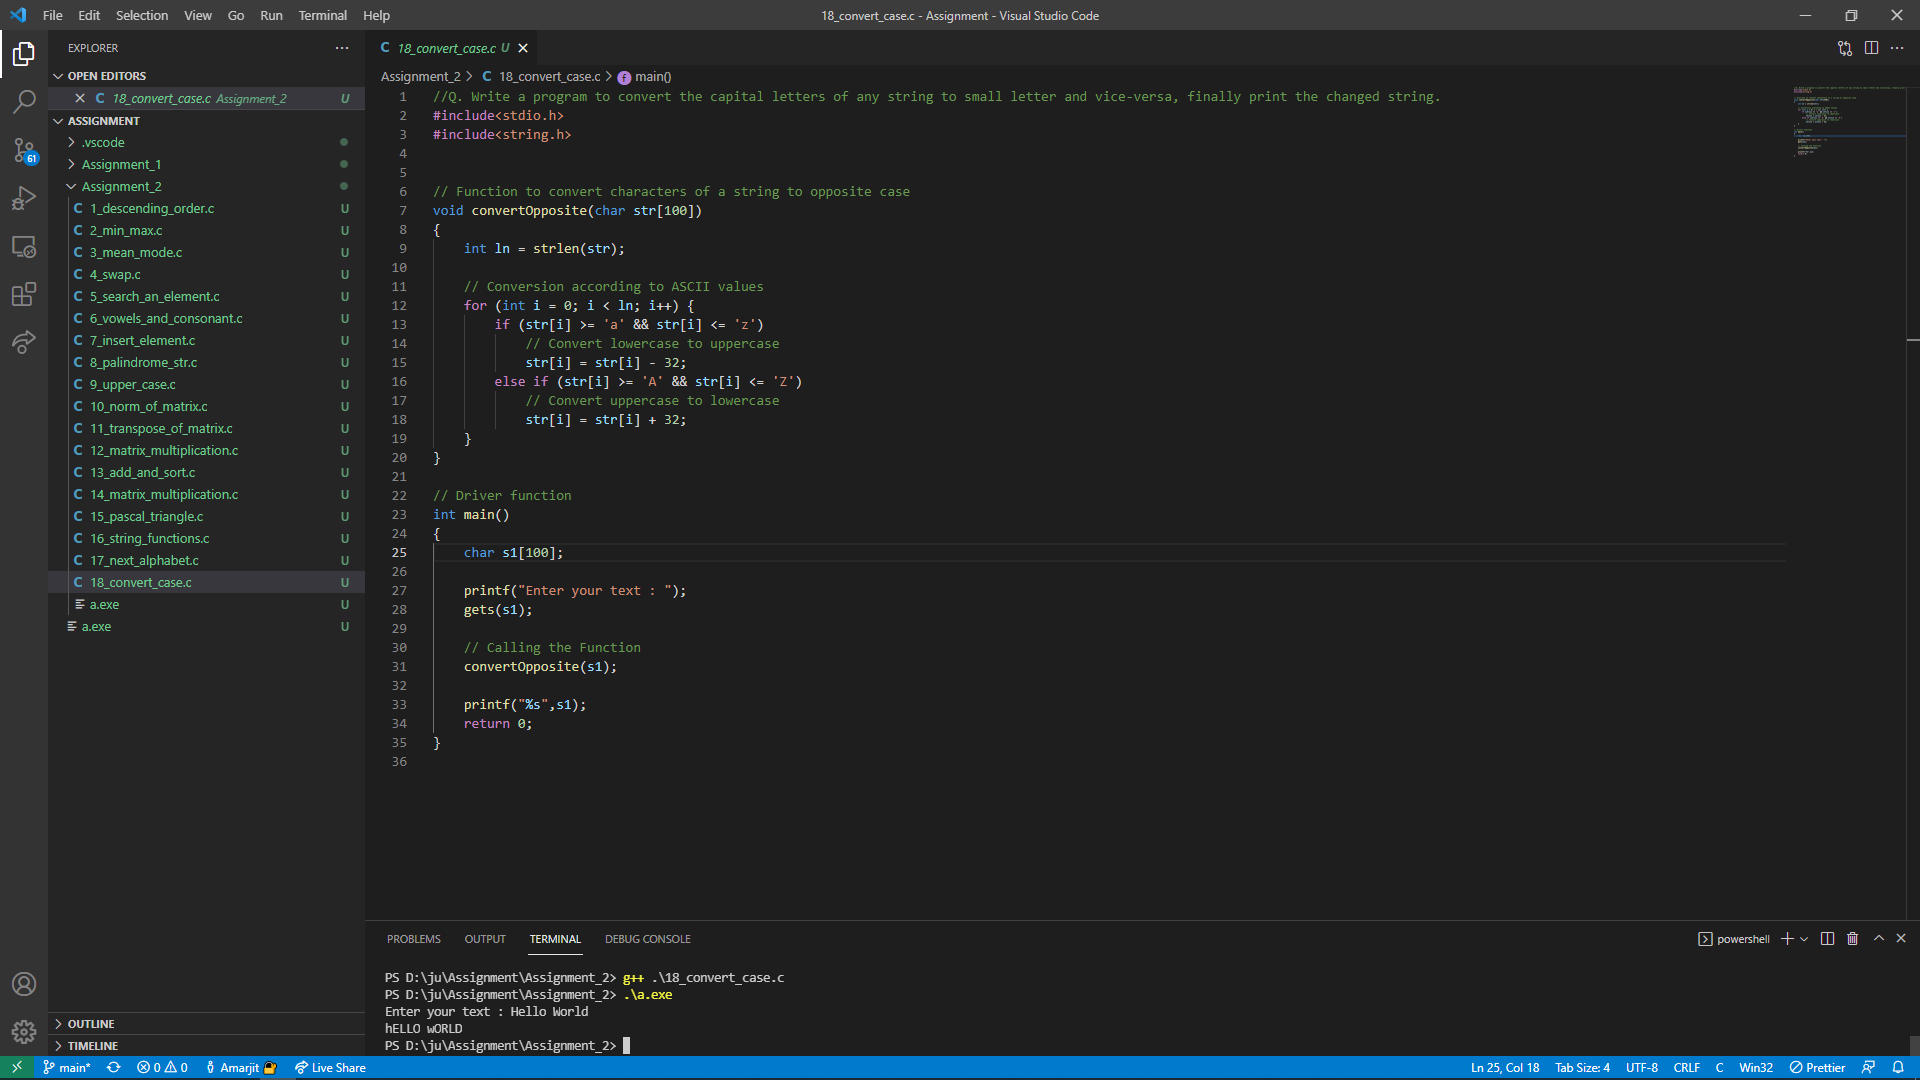 File Edit Selection View Go Run Terminal Help
18_convert_case.c - Assignment - Visual Studio Code
EXPLORER
OPEN EDITORS
18_convert_case.c Assignment_2 U
ASSIGNMENT
.vscode
Assignment_1
Assignment_2
1_descending_order.c U
2_min_max.c U
3_mean_mode.c U
4_swap.c U
5_search_an_element.c U
6_vowels_and_consonant.c U
7_insert_element.c U
8_palindrome_str.c U
9_upper_case.c U
10_norm_of_matrix.c U
11_transpose_of_matrix.c U
12_matrix_multiplication.c U
13_add_and_sort.c U
14_matrix_multiplication.c U
15_pascal_triangle.c U
16_string_functions.c U
17_next_alphabet.c U
18_convert_case.c U
a.exe U
a.exe U
OUTLINE
TIMELINE
61
C 18_convert_case.c U
Assignment_2 > C 18_convert_case.c > main()
1 //Q. Write a program to convert the capital letters of any string to small letter and vice-versa, finally print the changed string.
2 #include<stdio.h>
3 #include<string.h>
4
5
6 // Function to convert characters of a string to opposite case
7 void convertOpposite(char str[100])
8 {
9 int ln = strlen(str);
10
11 // Conversion according to ASCII values
12 for (int i = 0; i < ln; i++) {
13 if (str[i] >= 'a' && str[i] <= 'z')
14 // Convert lowercase to uppercase
15 str[i] = str[i] - 32;
16 else if (str[i] >= 'A' && str[i] <= 'Z')
17 // Convert uppercase to lowercase
18 str[i] = str[i] + 32;
19 }
20 }
21
22 // Driver function
23 int main()
24 {
25 char s1[100];
26
27 printf("Enter your text : ");
28 gets(s1);
29
30 // Calling the Function
31 convertOpposite(s1);
32
33 printf("%s",s1);
34 return 0;
35 }
36
PROBLEMS OUTPUT TERMINAL DEBUG CONSOLE
powershell
PS D:\ju\Assignment\Assignment_2> g++ .\18_convert_case.c
PS D:\ju\Assignment\Assignment_2> .\a.exe
Enter your text : Hello World
hELLO wORLD
PS D:\ju\Assignment\Assignment_2>
main* 0 0 Amarjit Live Share
Ln 25, Col 18 Tab Size: 4 UTF-8 CRLF C Win32 Prettier